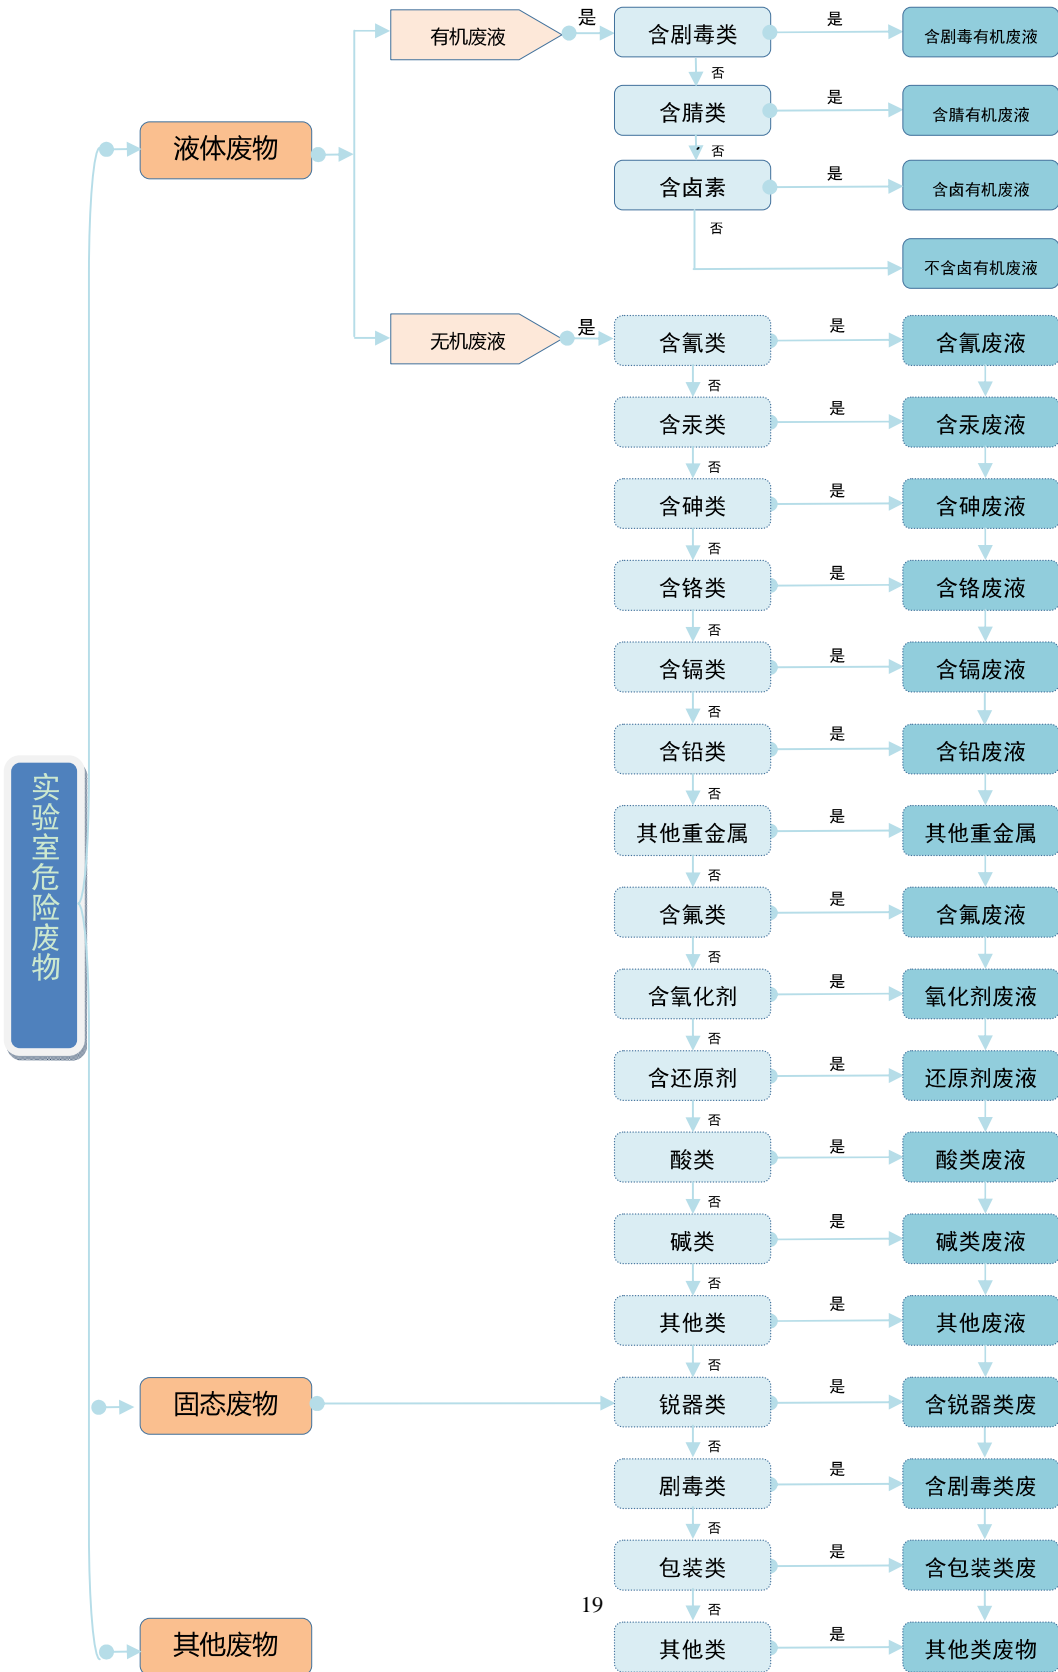 有机废液
是
含剧毒类
是
含剧毒有机废液
否
含腈类
是
含腈有机废液
否
液体废物
含卤素
是
含卤有机废液
否
不含卤有机废液
无机废液
是
含氰类
是
含氰废液
否
含汞类
是
含汞废液
否
含砷类
是
含砷废液
否
含铬类
是
含铬废液
否
含镉类
是
含镉废液
否
含铅类
是
含铅废液
否
实验室危险废物
其他重金属
是
其他重金属
否
含氟类
是
含氟废液
否
含氧化剂
是
氧化剂废液
否
含还原剂
是
还原剂废液
否
酸类
是
酸类废液
否
碱类
是
碱类废液
否
其他类
是
其他废液
否
固态废物
锐器类
是
含锐器类废
否
剧毒类
是
含剧毒类废
否
包装类
是
含包装类废
否
19
其他废物
其他类
是
其他类废物